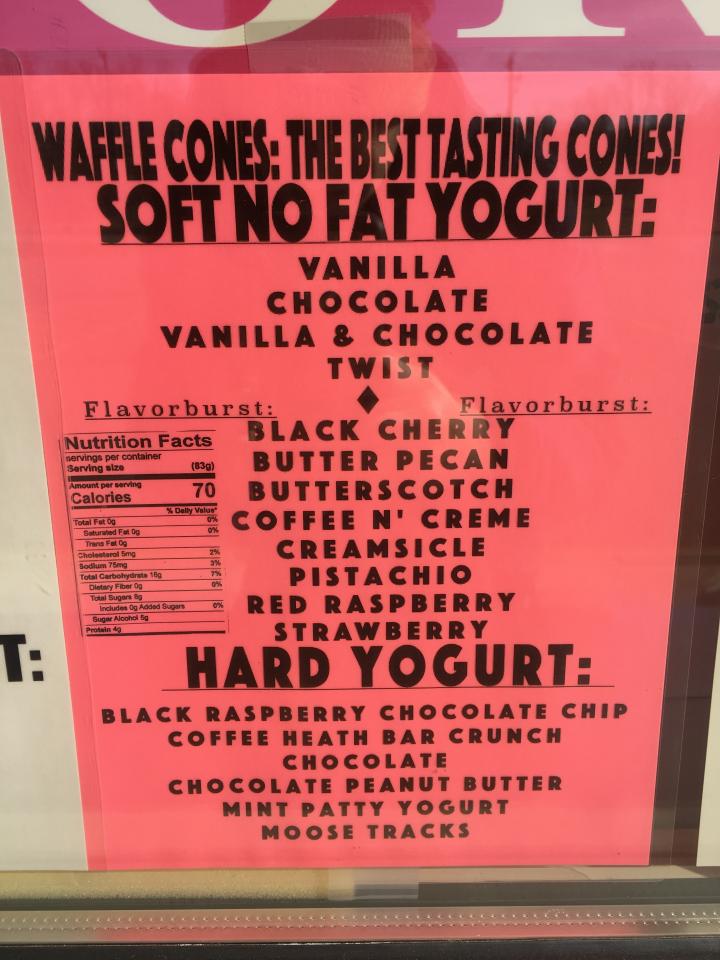 WAFFLE CONES: THE BEST TASTING CONES!
SOFT NO FAT YOGURT:
VANILLA
CHOCOLATE
VANILLA & CHOCOLATE
TWIST
Flavorburst: Flavorburst:
BLACK CHERRY
BUTTER PECAN
BUTTERSCOTCH
COFFEE N' CREME
CREAMSICLE
PISTACHIO
RED RASPBERRY
STRAWBERRY
Nutrition Facts
servings per container
Serving size (83g)
Amount per serving
Calories 70
% Daily Value*
Total Fat 0g 0%
Saturated Fat 0g 0%
Trans Fat 0g
Cholesterol 5mg 2%
Sodium 75mg 3%
Total Carbohydrate 18g 7%
Dietary Fiber 0g 0%
Total Sugars 8g
Includes 0g Added Sugars 0%
Sugar Alcohol 5g
Protein 4g
HARD YOGURT:
BLACK RASPBERRY CHOCOLATE CHIP
COFFEE HEATH BAR CRUNCH
CHOCOLATE
CHOCOLATE PEANUT BUTTER
MINT PATTY YOGURT
MOOSE TRACKS
T: